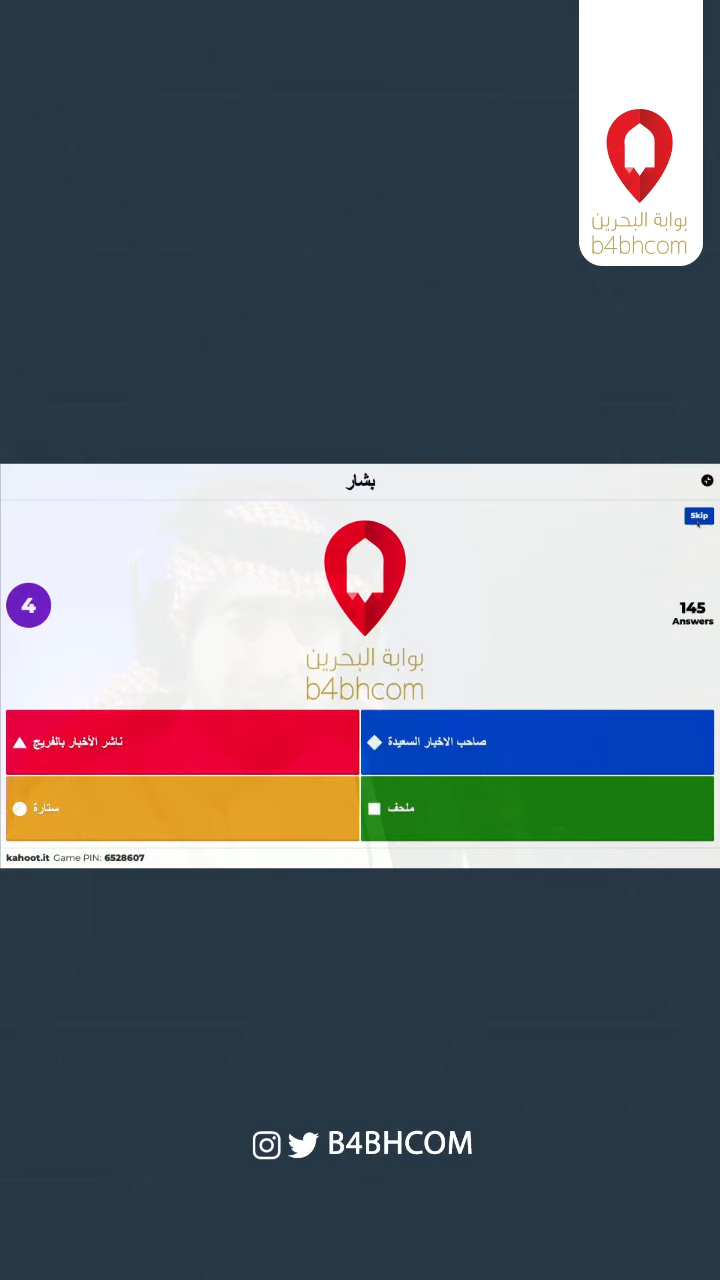 بوابة البحرين
b4bhcom
بشار
Skip
4
145
Answers
بوابة البحرين
b4bhcom
ناشر الأخبار بالفريج
صاحب الاخبار السعيدة
ستارة
ملحف
kahoot.it Game PIN: 6528607
B4BHCOM